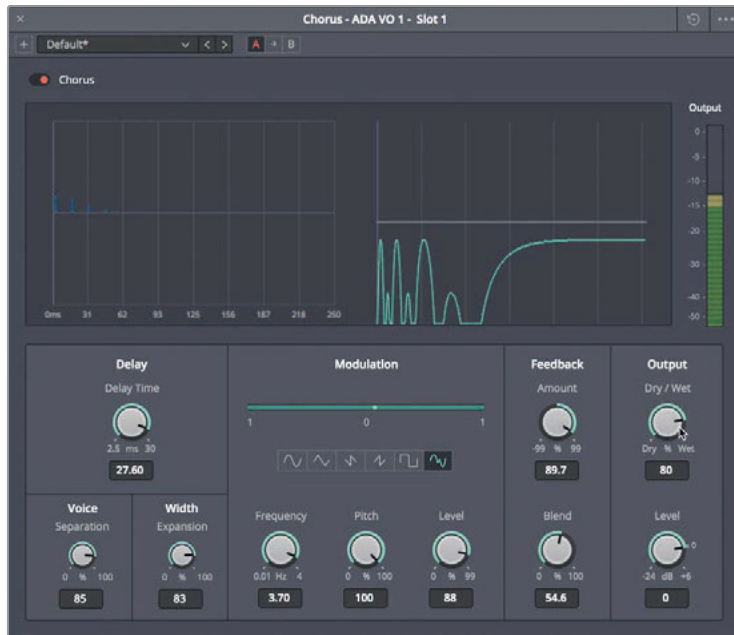 Chorus - ADA VO 1 - Slot 1
Default*
A
B
Chorus
Output
0
-5
-10
-15
-20
-30
-40
-50
0ms 31 62 93 125 156 187 218 250
Delay
Delay Time
2.5 ms 30
27.60
Voice
Separation
0 % 100
85
Width
Expansion
0 % 100
83
Modulation
1 0 1
Frequency
0.01 Hz 4
3.70
Pitch
0 % 100
100
Level
0 % 99
88
Feedback
Amount
-99 % 99
89.7
Blend
0 % 100
54.6
Output
Dry / Wet
Dry % Wet
80
Level
0
-24 dB +6
0